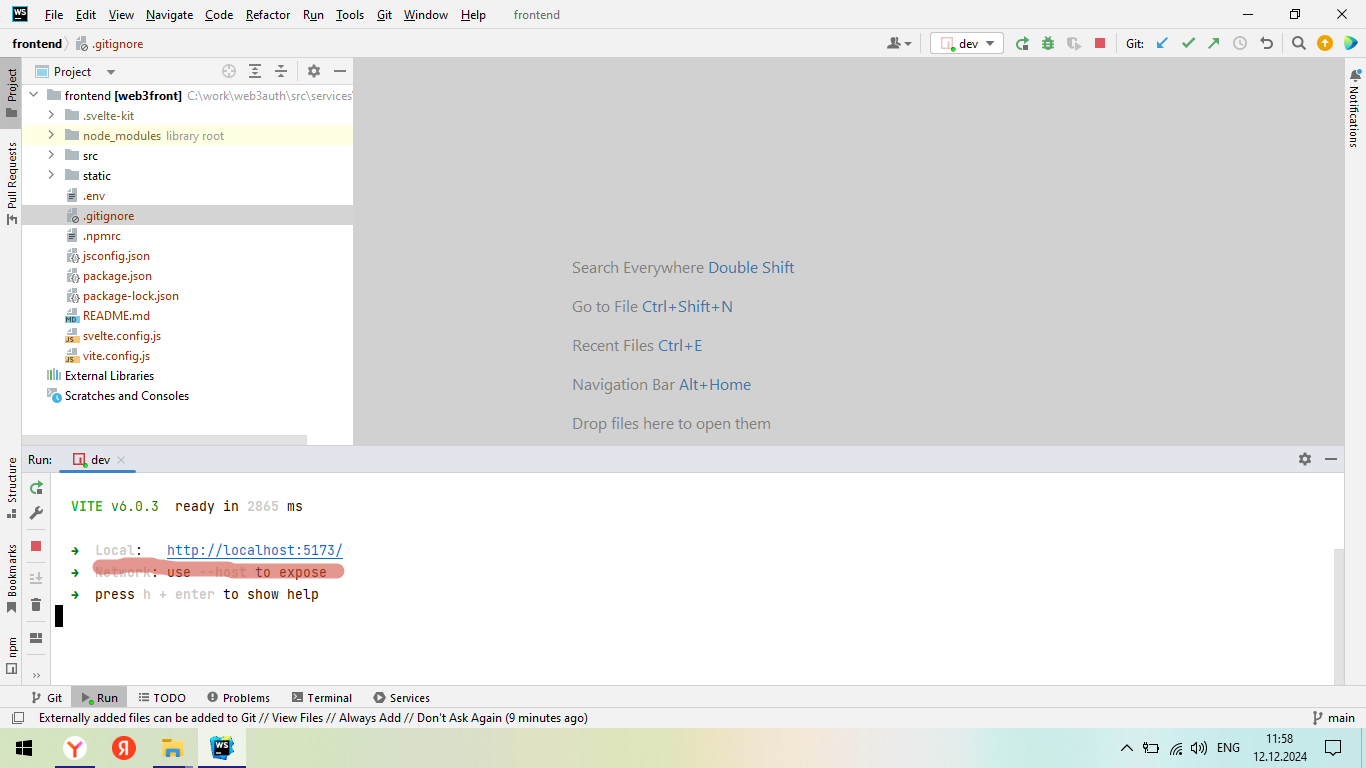 WS File Edit View Navigate Code Refactor Run Tools Git Window Help frontend
frontend .gitignore dev Git:
Project
frontend [web3front] C:\work\web3auth\src\services\
.svelte-kit
node_modules library root
src
static
.env
.gitignore
.npmrc
jsconfig.json
package.json
package-lock.json
README.md
svelte.config.js
vite.config.js
External Libraries
Scratches and Consoles
Project
Pull Requests
Structure
Bookmarks
npm
Notifications
Search Everywhere Double Shift
Go to File Ctrl+Shift+N
Recent Files Ctrl+E
Navigation Bar Alt+Home
Drop files here to open them
Run: dev
VITE v6.0.3 ready in 2865 ms
➜ Local: http://localhost:5173/
➜ Network: use --host to expose
➜ press h + enter to show help
Git Run TODO Problems Terminal Services
Externally added files can be added to Git // View Files // Always Add // Don't Ask Again (9 minutes ago) main
Y Я WS ENG 11:58
12.12.2024